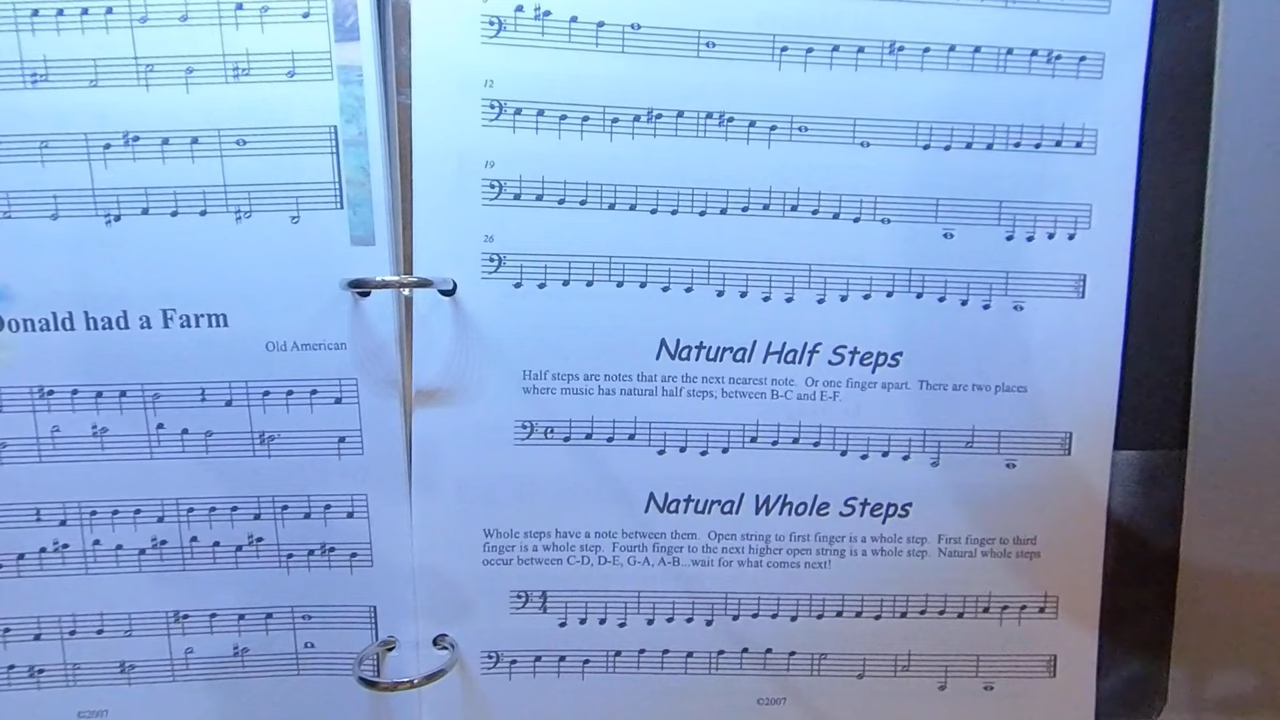 Donald had a Farm
Old American
©2007
12
19
26
Natural Half Steps
Half steps are notes that are the next nearest note. Or one finger apart. There are two places
where music has natural half steps; between B-C and E-F.
Natural Whole Steps
Whole steps have a note between them. Open string to first finger is a whole step. First finger to third
finger is a whole step. Fourth finger to the next higher open string is a whole step. Natural whole steps
occur between C-D, D-E, G-A, A-B...wait for what comes next!
©2007